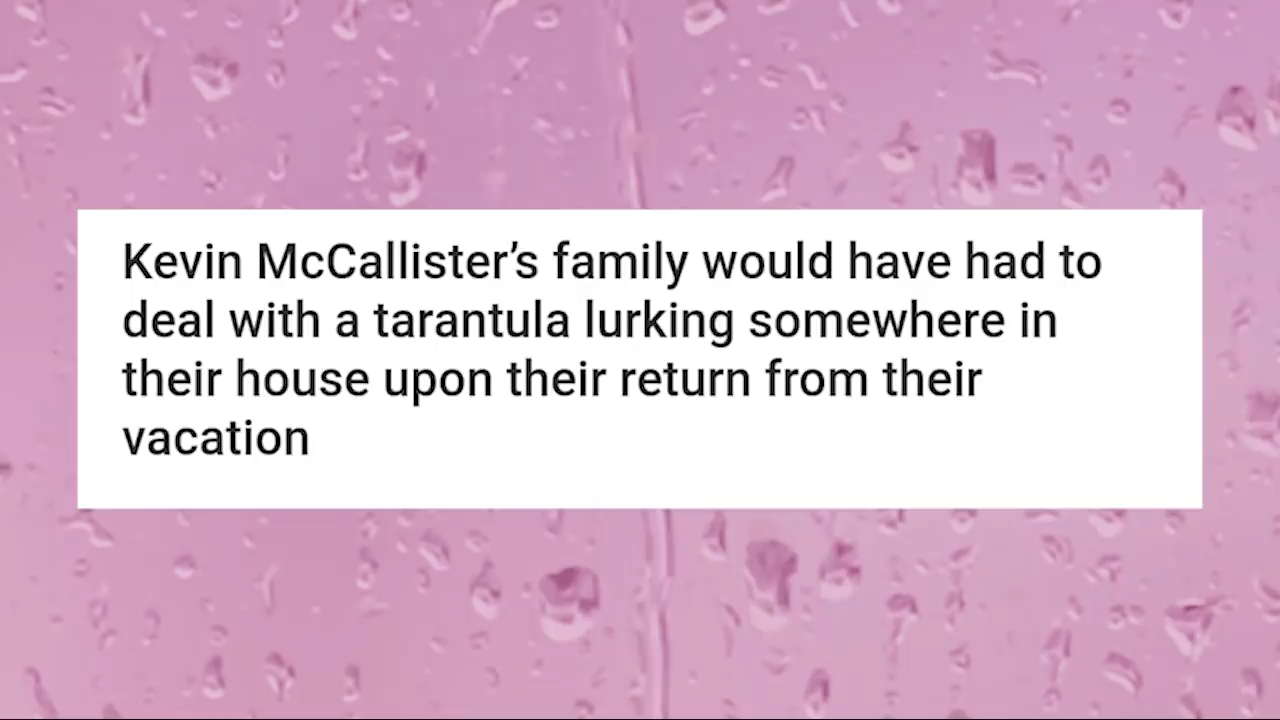 Kevin McCallister’s family would have had to
deal with a tarantula lurking somewhere in
their house upon their return from their
vacation